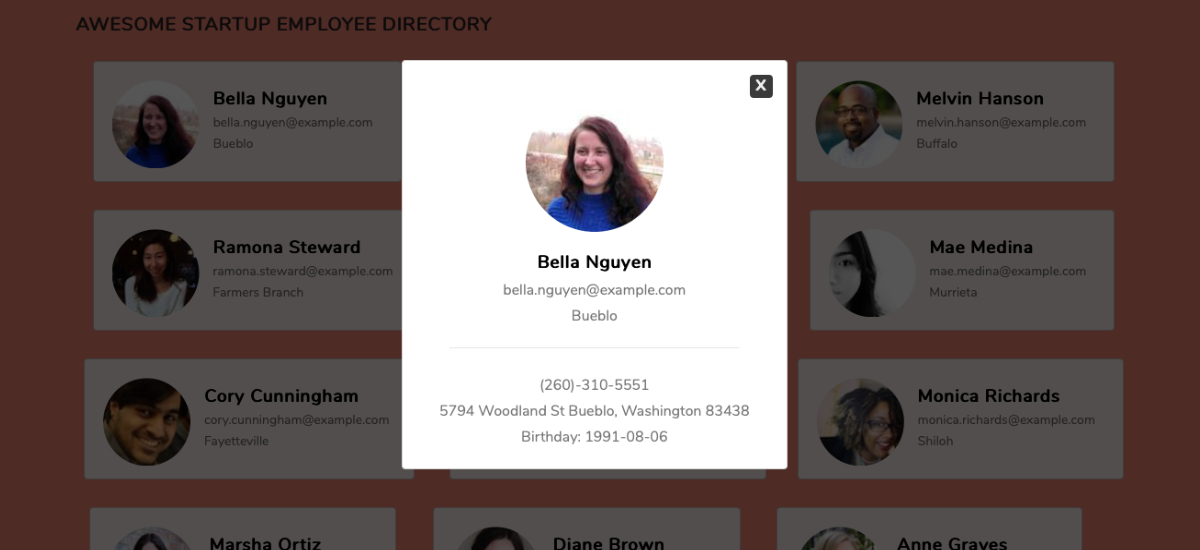 AWESOME STARTUP EMPLOYEE DIRECTORY
Bella Nguyen
bella.nguyen@example.com
Bueblo
X
Bella Nguyen
bella.nguyen@example.com
Bueblo
(260)-310-5551
5794 Woodland St Bueblo, Washington 83438
Birthday: 1991-08-06
Melvin Hanson
melvin.hanson@example.com
Buffalo
Ramona Steward
ramona.steward@example.com
Farmers Branch
Mae Medina
mae.medina@example.com
Murrieta
Cory Cunningham
cory.cunningham@example.com
Fayetteville
Monica Richards
monica.richards@example.com
Shiloh
Marsha Ortiz
Diane Brown
Anne Graves